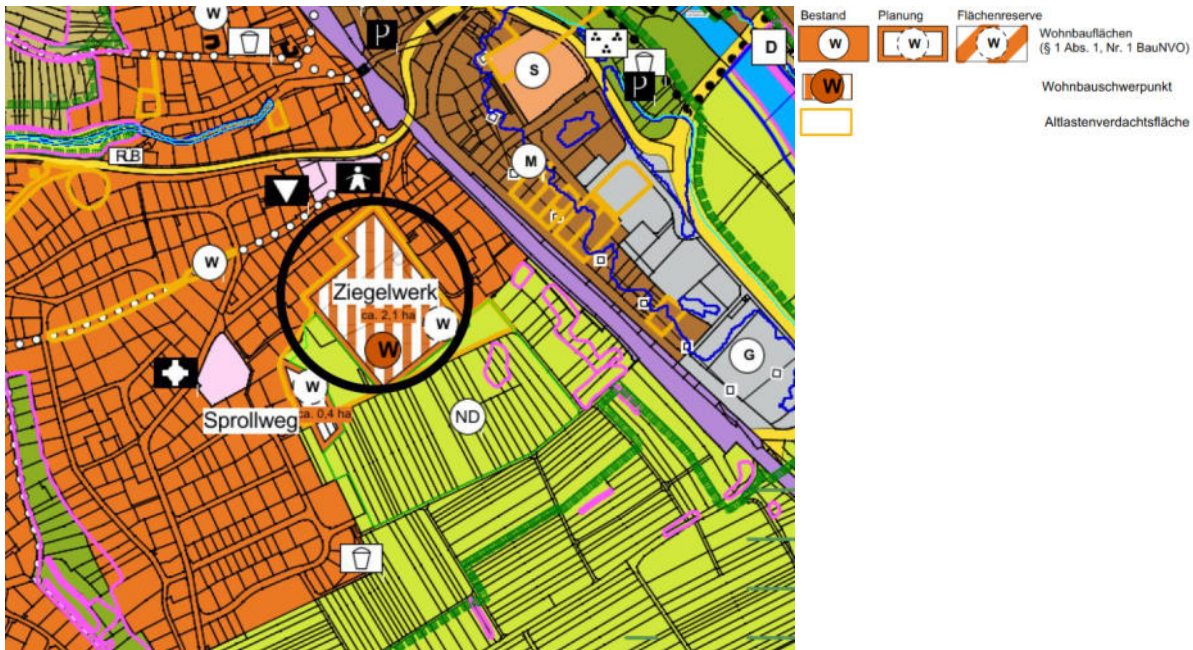 W
P
D
S
P
RÜB
M
W
Ziegelwerk
ca. 2,1 ha
W
W
G
W
Sprollweg
ca. 0,4 ha
ND
Bestand
Planung
Flächenreserve
W
W
W
Wohnbauflächen
(§ 1 Abs. 1, Nr. 1 BauNVO)
W
Wohnbauschwerpunkt
Altlastenverdachtsfläche